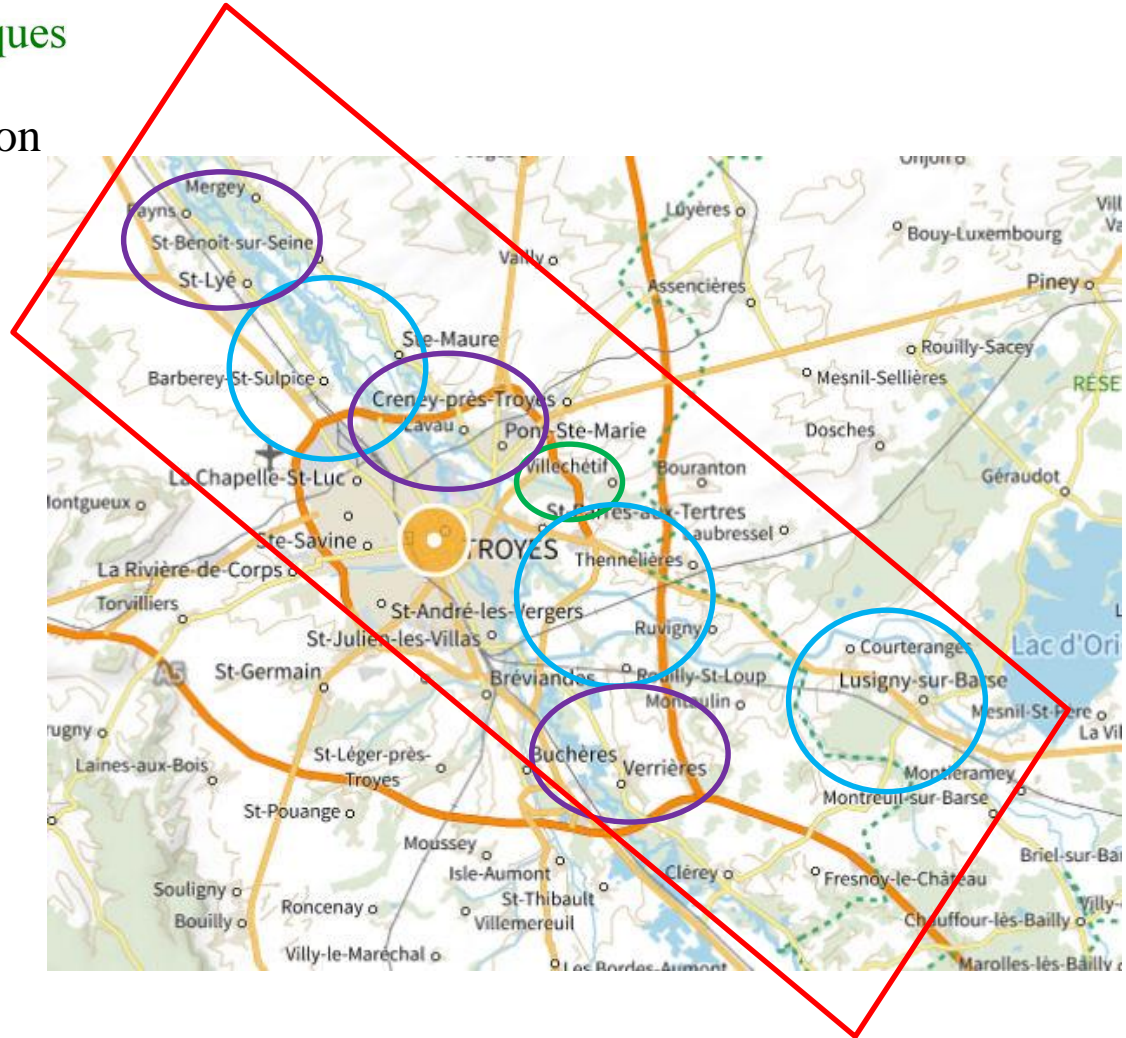 ques
on
Mergey
Payns
St-Benoit-sur-Seine
St-Lyé
Luyères
Bouy-Luxembourg
Vailly
Assencières
Piney
Ste-Maure
Rouilly-Sacey
Barberey-St-Sulpice
Mesnil-Sellières
RÉSE
Creney-près-Troyes
Lavau
Pont-Ste-Marie
Dosches
Villechétif
Bouranton
La Chapelle-St-Luc
Géraudot
Montgueux
St-Parres-aux-Tertres
Laubressel
Ste-Savine
TROYES
Thennelières
La Rivière-de-Corps
Torvilliers
St-André-les-Vergers
Ruvigny
St-Julien-les-Villas
Courteranges
Lac d'Ori
St-Germain
Bréviandes
Rouilly-St-Loup
Lusigny-sur-Barse
A5
Montaulin
Mesnil-St-Père
La Vil
rugny
Laines-aux-Bois
St-Léger-près-
Troyes
Buchères
Verrières
Montiéramey
Montreuil-sur-Barse
St-Pouange
Moussey
Isle-Aumont
Clérey
Fresnoy-le-Château
Briel-sur-Bar
Souligny
St-Thibault
Roncenay
Bouilly
Villemereuil
Chauffour-lès-Bailly
Villy-
Villy-le-Maréchal
Les Bordes-Aumont
Marolles-lès-Bailly